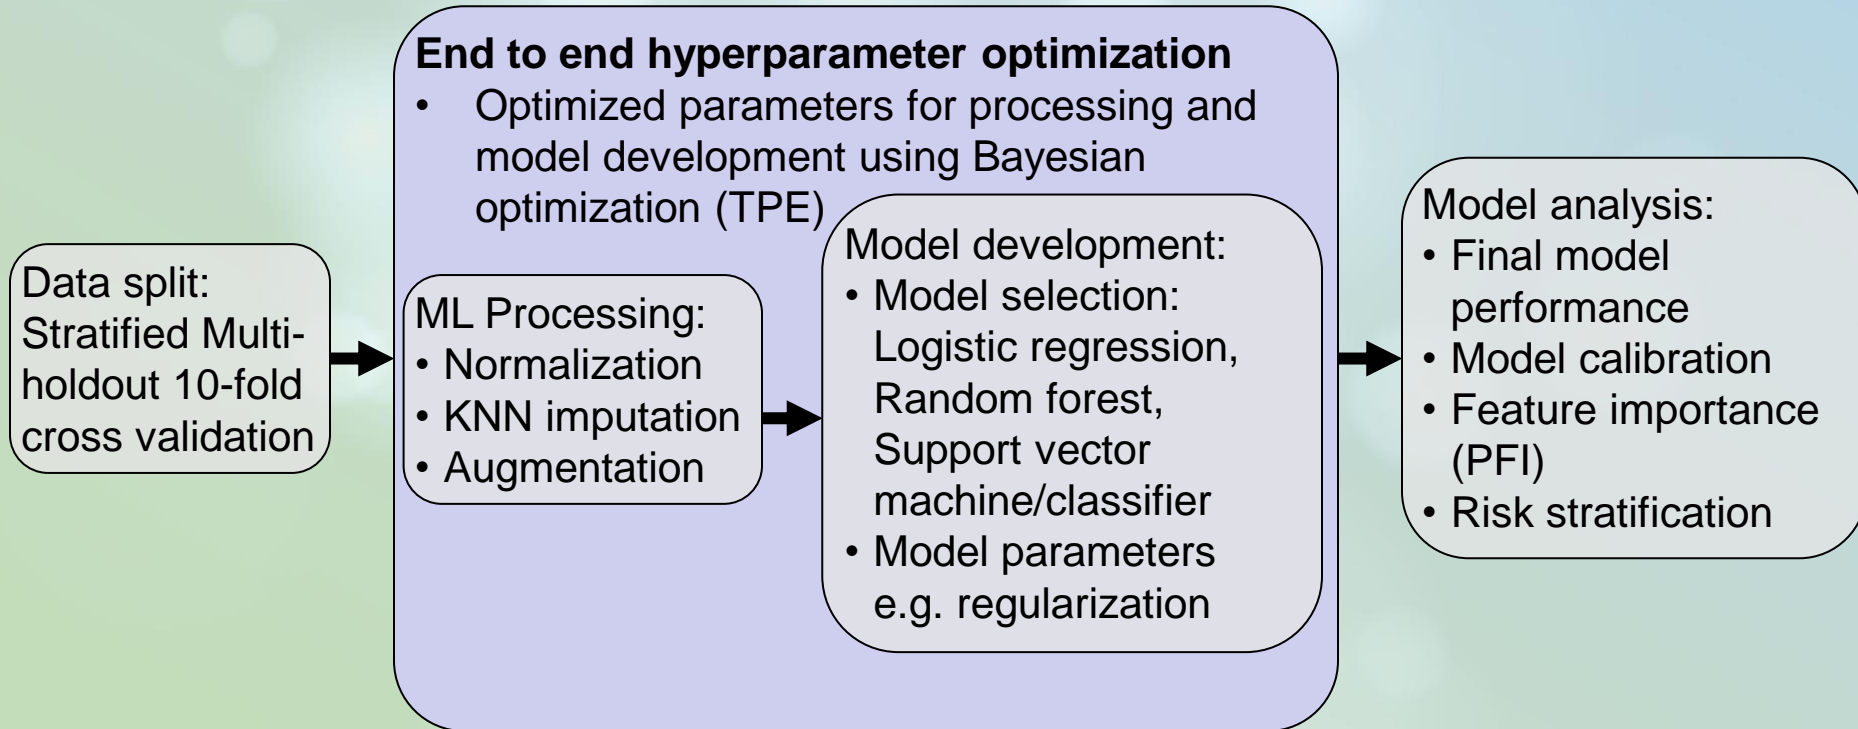 End to end hyperparameter optimization
• Optimized parameters for processing and
model development using Bayesian
optimization (TPE)
Data split:
Stratified Multi-
holdout 10-fold
cross validation
ML Processing:
• Normalization
• KNN imputation
• Augmentation
Model development:
• Model selection:
Logistic regression,
Random forest,
Support vector
machine/classifier
• Model parameters
e.g. regularization
Model analysis:
• Final model
performance
• Model calibration
• Feature importance
(PFI)
• Risk stratification